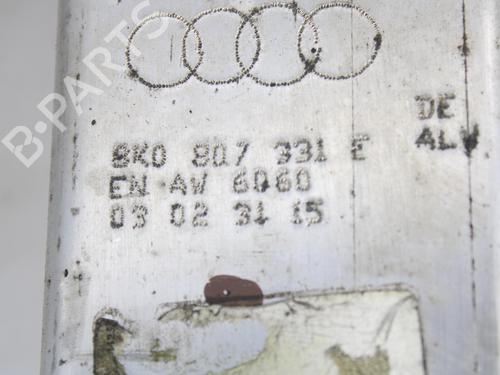 B-PARTS
DE
ALV
8K0 807 331 E
EN AW 6060
03 02 31 15